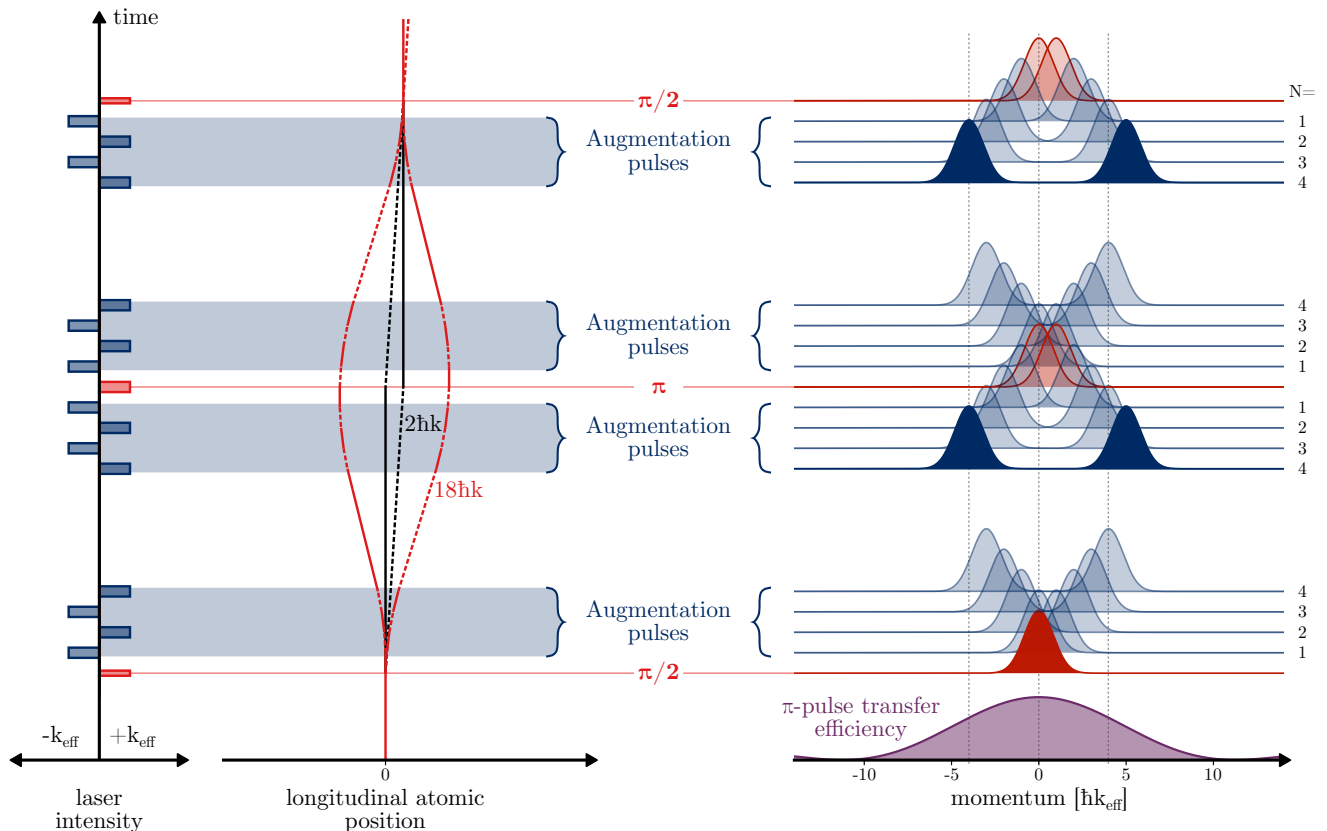 time
N=
π/2
1
Augmentation
pulses
2
3
4
4
Augmentation
pulses
3
2
1
π
1
2ħk
Augmentation
pulses
2
3
4
18ħk
4
Augmentation
pulses
3
2
1
π/2
π-pulse transfer
efficiency
-k_eff +k_eff
0
-10 -5 0 5 10
laser
intensity
longitudinal atomic
position
momentum [ħk_eff]